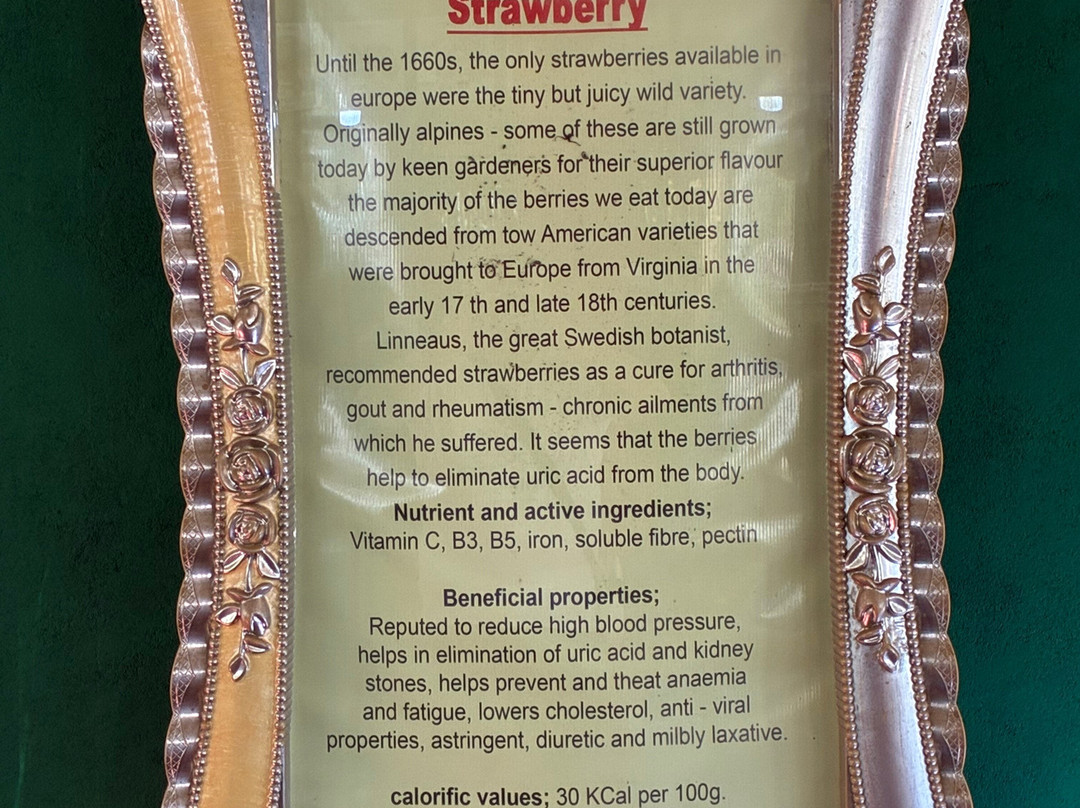 Strawberry
Until the 1660s, the only strawberries available in
europe were the tiny but juicy wild variety.
Originally alpines - some of these are still grown
today by keen gardeners for their superior flavour
the majority of the berries we eat today are
descended from tow American varieties that
were brought to Europe from Virginia in the
early 17 th and late 18th centuries.
Linneaus, the great Swedish botanist,
recommended strawberries as a cure for arthritis,
gout and rheumatism - chronic ailments from
which he suffered. It seems that the berries
help to eliminate uric acid from the body.
Nutrient and active ingredients;
Vitamin C, B3, B5, iron, soluble fibre, pectin
Beneficial properties;
Reputed to reduce high blood pressure,
helps in elimination of uric acid and kidney
stones, helps prevent and theat anaemia
and fatigue, lowers cholesterol, anti - viral
properties, astringent, diuretic and milbly laxative.
calorific values; 30 KCal per 100g.